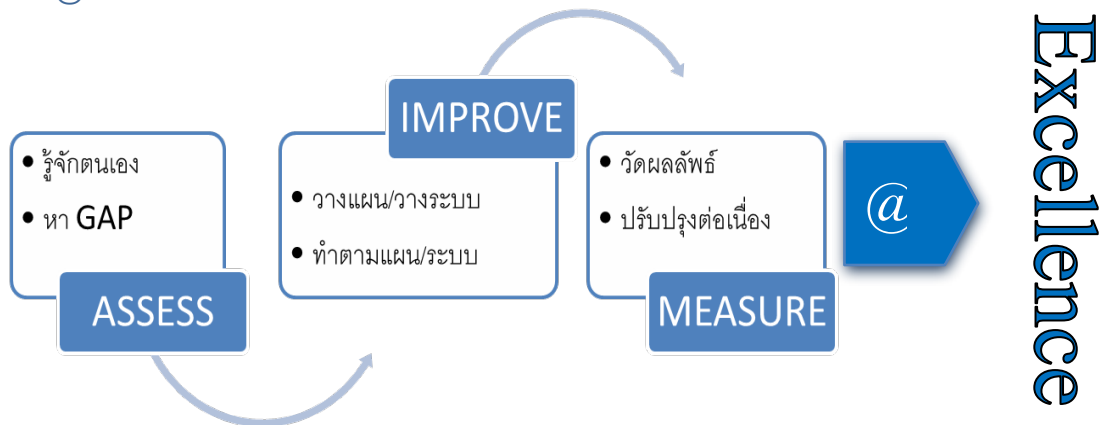 • รู้จักตนเอง
• หา GAP
ASSESS
IMPROVE
• วางแผน/วางระบบ
• ทำตามแผน/ระบบ
• วัดผลลัพธ์
• ปรับปรุงต่อเนื่อง
MEASURE
@
Excellence